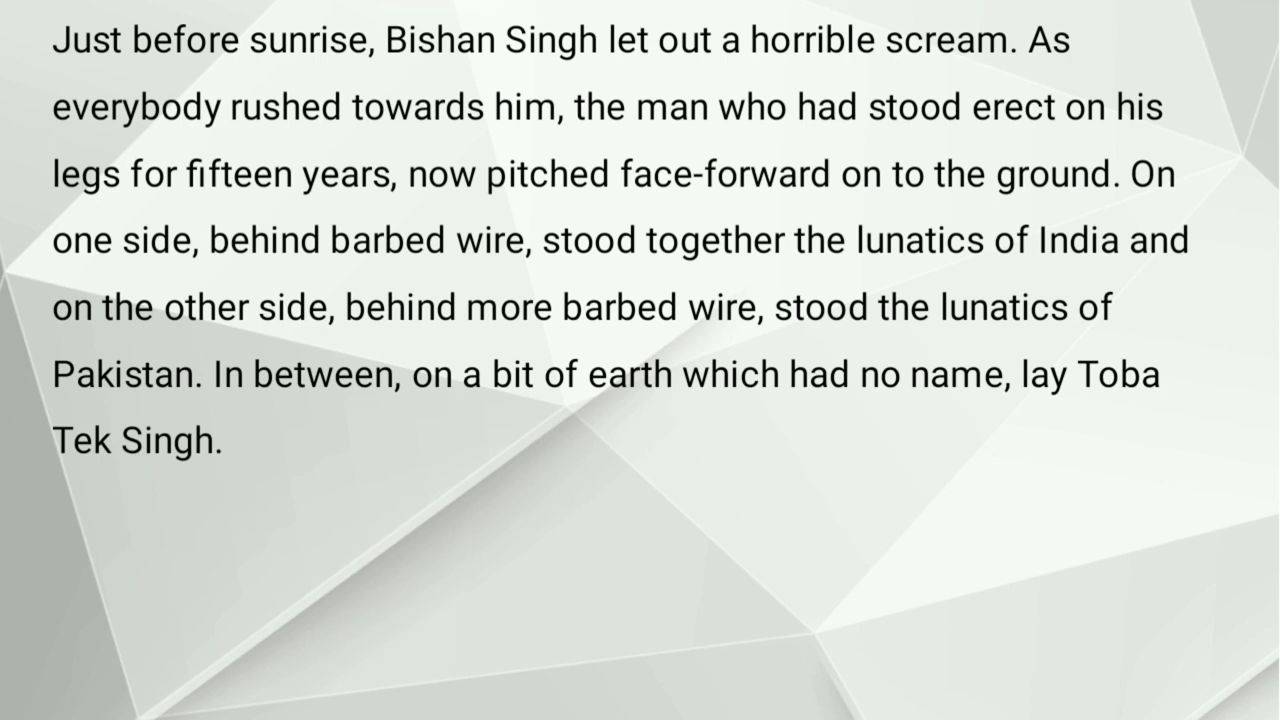 Just before sunrise, Bishan Singh let out a horrible scream. As
everybody rushed towards him, the man who had stood erect on his
legs for fifteen years, now pitched face-forward on to the ground. On
one side, behind barbed wire, stood together the lunatics of India and
on the other side, behind more barbed wire, stood the lunatics of
Pakistan. In between, on a bit of earth which had no name, lay Toba
Tek Singh.